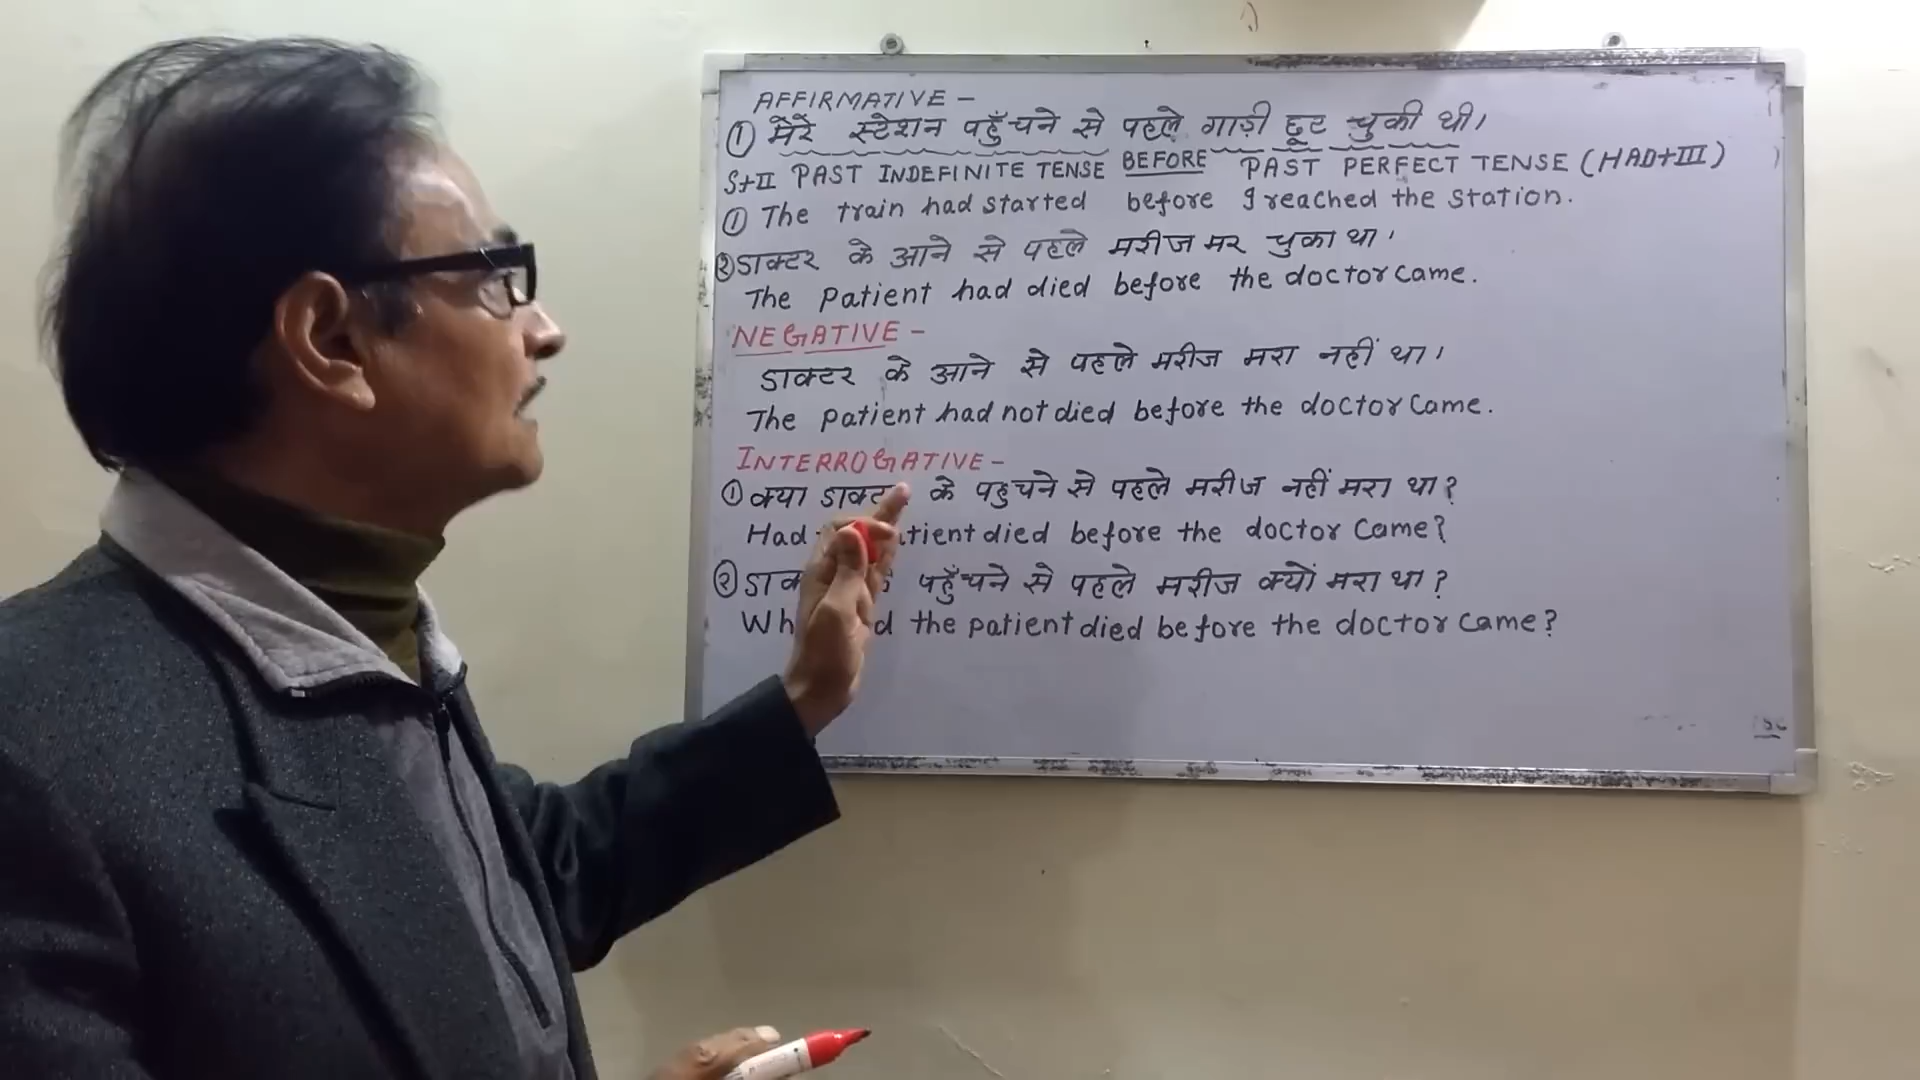 AFFIRMATIVE -
① मेरे स्टेशन पहुँचने से पहले गाड़ी छूट चुकी थी।
S+II PAST INDEFINITE TENSE BEFORE PAST PERFECT TENSE (HAD+III)
① The train had started before I reached the station.
② डाक्टर के आने से पहले मरीज मर चुका था।
The patient had died before the doctor came.
NEGATIVE -
डाक्टर के आने से पहले मरीज मरा नहीं था।
The patient had not died before the doctor came.
INTERROGATIVE -
① क्या के पहुचने से पहले मरीज नहीं मरा था?
Had died before the doctor came?
② पहुँचने से पहले मरीज क्यों मरा था?
the patient died before the doctor came?